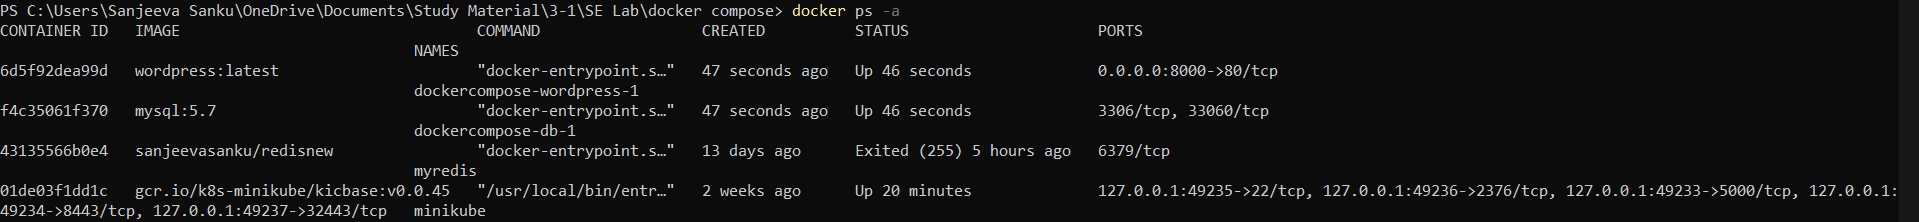 PS C:\Users\Sanjeeva Sanku\OneDrive\Documents\Study Material\3-1\SE Lab\docker compose> docker ps -a
CONTAINER ID   IMAGE                                 COMMAND                  CREATED          STATUS                       PORTS
                                            NAMES
6d5f92dea99d   wordpress:latest                      "docker-entrypoint.s…"   47 seconds ago   Up 46 seconds                0.0.0.0:8000->80/tcp
                                            dockercompose-wordpress-1
f4c35061f370   mysql:5.7                             "docker-entrypoint.s…"   47 seconds ago   Up 46 seconds                3306/tcp, 33060/tcp
                                            dockercompose-db-1
43135566b0e4   sanjeevasanku/redisnew                "docker-entrypoint.s…"   13 days ago      Exited (255) 5 hours ago   6379/tcp
                                            myredis
01de03f1dd1c   gcr.io/k8s-minikube/kicbase:v0.0.45   "/usr/local/bin/entr…"   2 weeks ago      Up 20 minutes                127.0.0.1:49235->22/tcp, 127.0.0.1:49236->2376/tcp, 127.0.0.1:49233->5000/tcp, 127.0.0.1:
49234->8443/tcp, 127.0.0.1:49237->32443/tcp   minikube